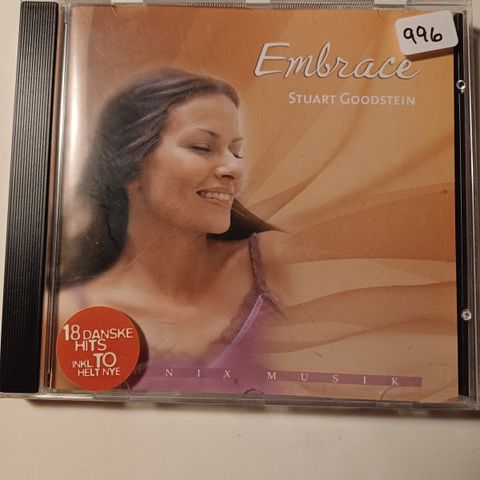 996
Embrace
STUART GOODSTEIN
18 DANSKE
HITS
INKL TO
HELT NYE
NIX MUSIK